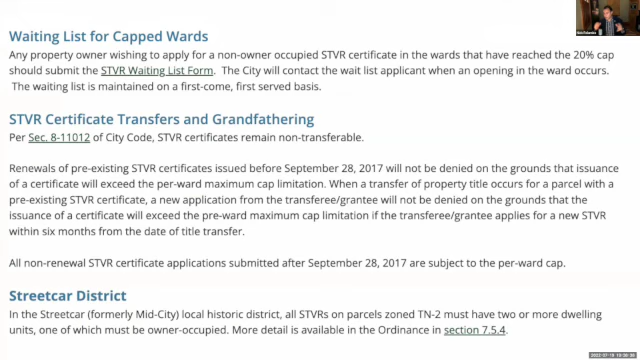 Waiting List for Capped Wards
Any property owner wishing to apply for a non-owner occupied STVR certificate in the wards that have reached the 20% cap
should submit the STVR Waiting List Form. The City will contact the wait list applicant when an opening in the ward occurs.
The waiting list is maintained on a first-come, first served basis.
STVR Certificate Transfers and Grandfathering
Per Sec. 8-11012 of City Code, STVR certificates remain non-transferable.
Renewals of pre-existing STVR certificates issued before September 28, 2017 will not be denied on the grounds that issuance
of a certificate will exceed the per-ward maximum cap limitation. When a transfer of property title occurs for a parcel with a
pre-existing STVR certificate, a new application from the transferee/grantee will not be denied on the grounds that the
issuance of a certificate will exceed the pre-ward maximum cap limitation if the transferee/grantee applies for a new STVR
within six months from the date of title transfer.
All non-renewal STVR certificate applications submitted after September 28, 2017 are subject to the per-ward cap.
Streetcar District
In the Streetcar (formerly Mid-City) local historic district, all STVRs on parcels zoned TN-2 must have two or more dwelling
units, one of which must be owner-occupied. More detail is available in the Ordinance in section 7.5.4.